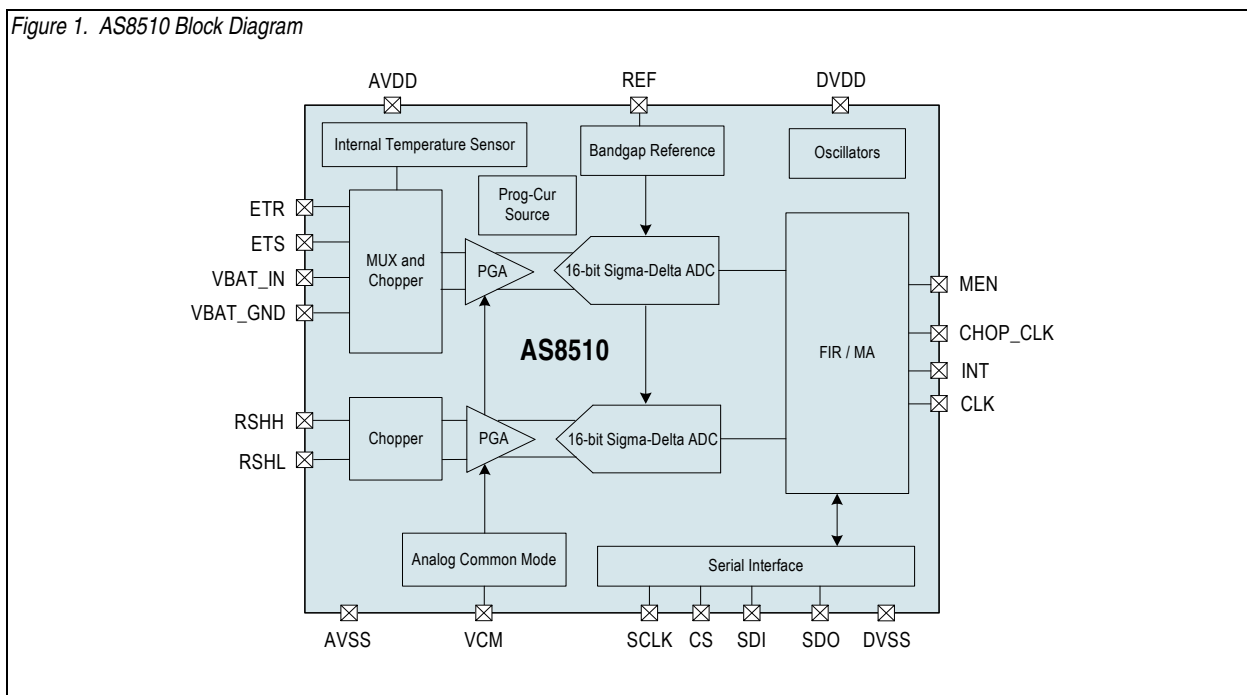 Figure 1. AS8510 Block Diagram
AVDD
REF
DVDD
Internal Temperature Sensor
Bandgap Reference
Oscillators
Prog-Cur
Source
ETR
ETS
VBAT_IN
VBAT_GND
MUX and
Chopper
PGA
16-bit Sigma-Delta ADC
AS8510
FIR / MA
MEN
CHOP_CLK
INT
CLK
RSHH
RSHL
Chopper
PGA
16-bit Sigma-Delta ADC
Analog Common Mode
Serial Interface
AVSS
VCM
SCLK
CS
SDI
SDO
DVSS